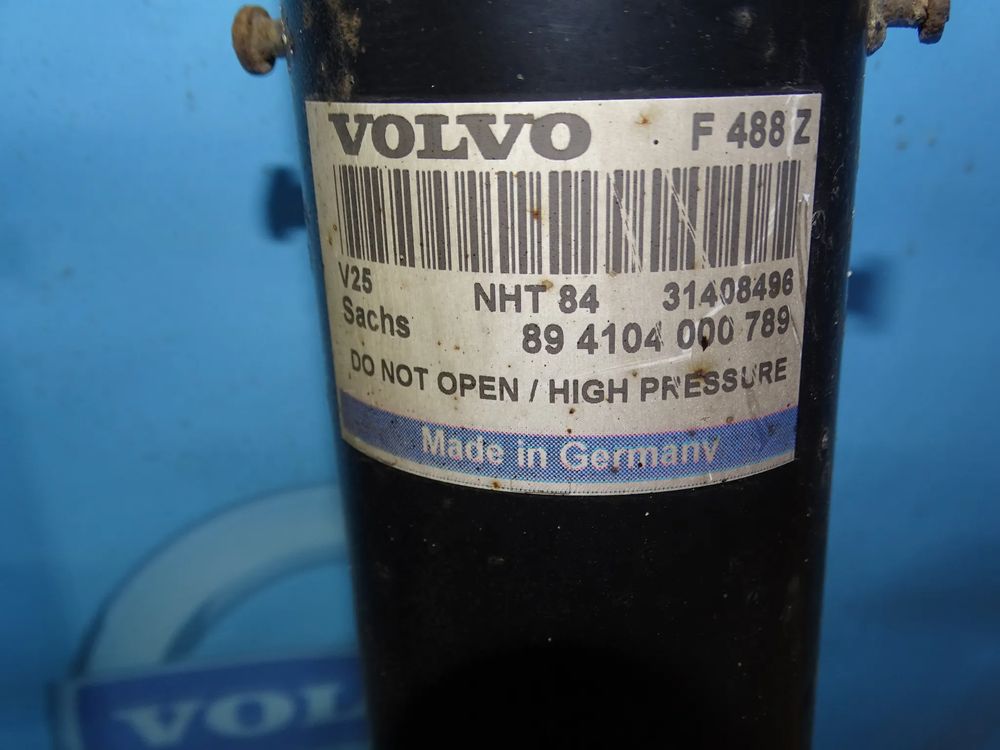 VOLVO F 488 Z
V25 NHT 84 31408496
Sachs 89 4104 000 789
DO NOT OPEN / HIGH PRESSURE
Made in Germany
VOL